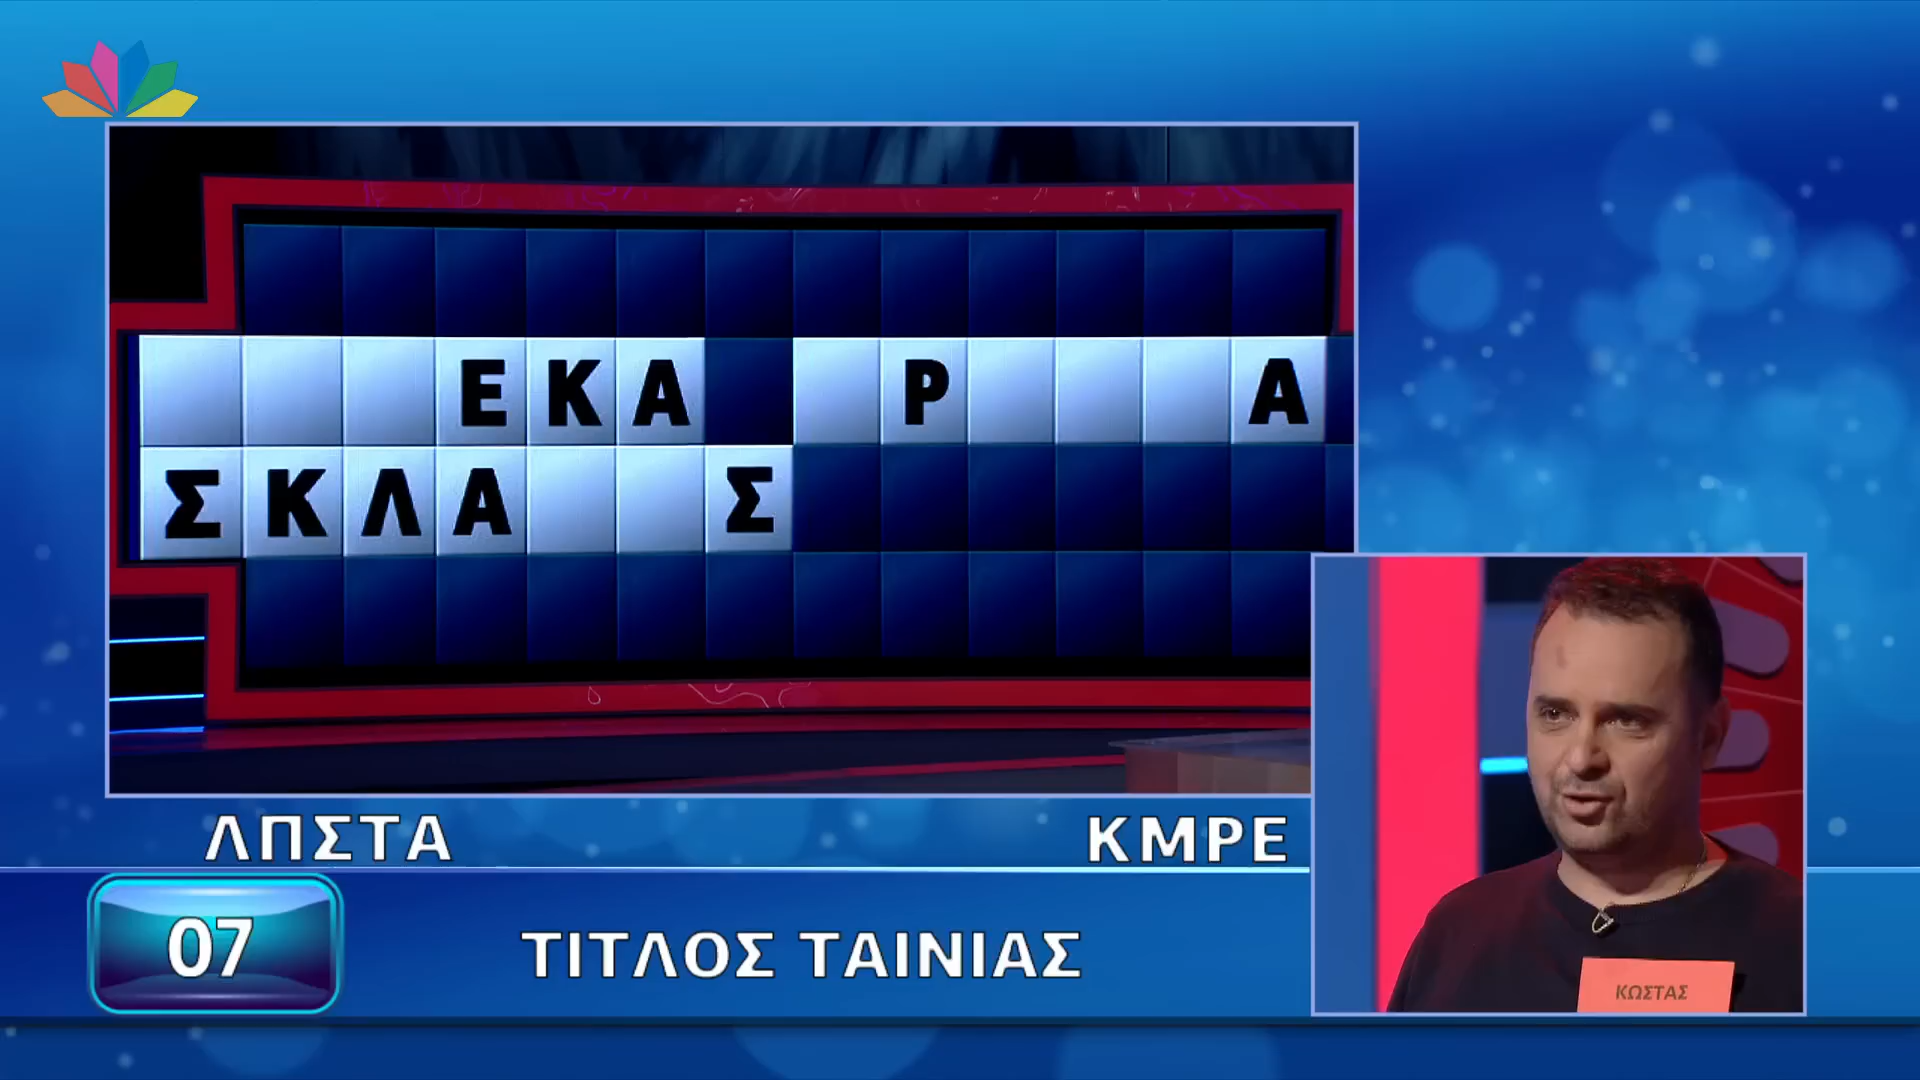 ΕΚΑ Ρ Α
ΣΚΛΑ Σ
ΛΠΣΤΑ
ΚΜΡΕ
07
ΤΙΤΛΟΣ ΤΑΙΝΙΑΣ
ΚΩΣΤΑΣ